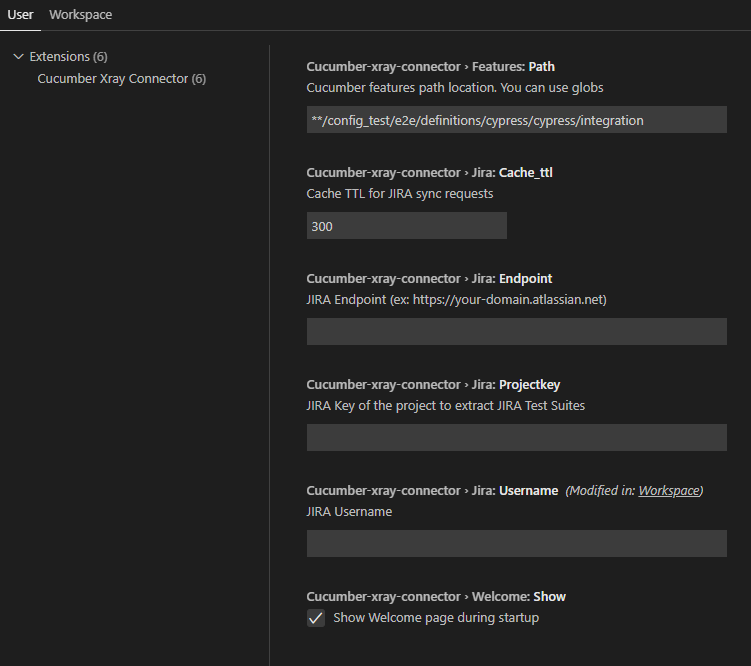 User Workspace
Extensions (6)
Cucumber Xray Connector (6)
Cucumber-xray-connector › Features: Path
Cucumber features path location. You can use globs
**/config_test/e2e/definitions/cypress/cypress/integration
Cucumber-xray-connector › Jira: Cache_ttl
Cache TTL for JIRA sync requests
300
Cucumber-xray-connector › Jira: Endpoint
JIRA Endpoint (ex: https://your-domain.atlassian.net)
Cucumber-xray-connector › Jira: Projectkey
JIRA Key of the project to extract JIRA Test Suites
Cucumber-xray-connector › Jira: Username (Modified in: Workspace)
JIRA Username
Cucumber-xray-connector › Welcome: Show
Show Welcome page during startup